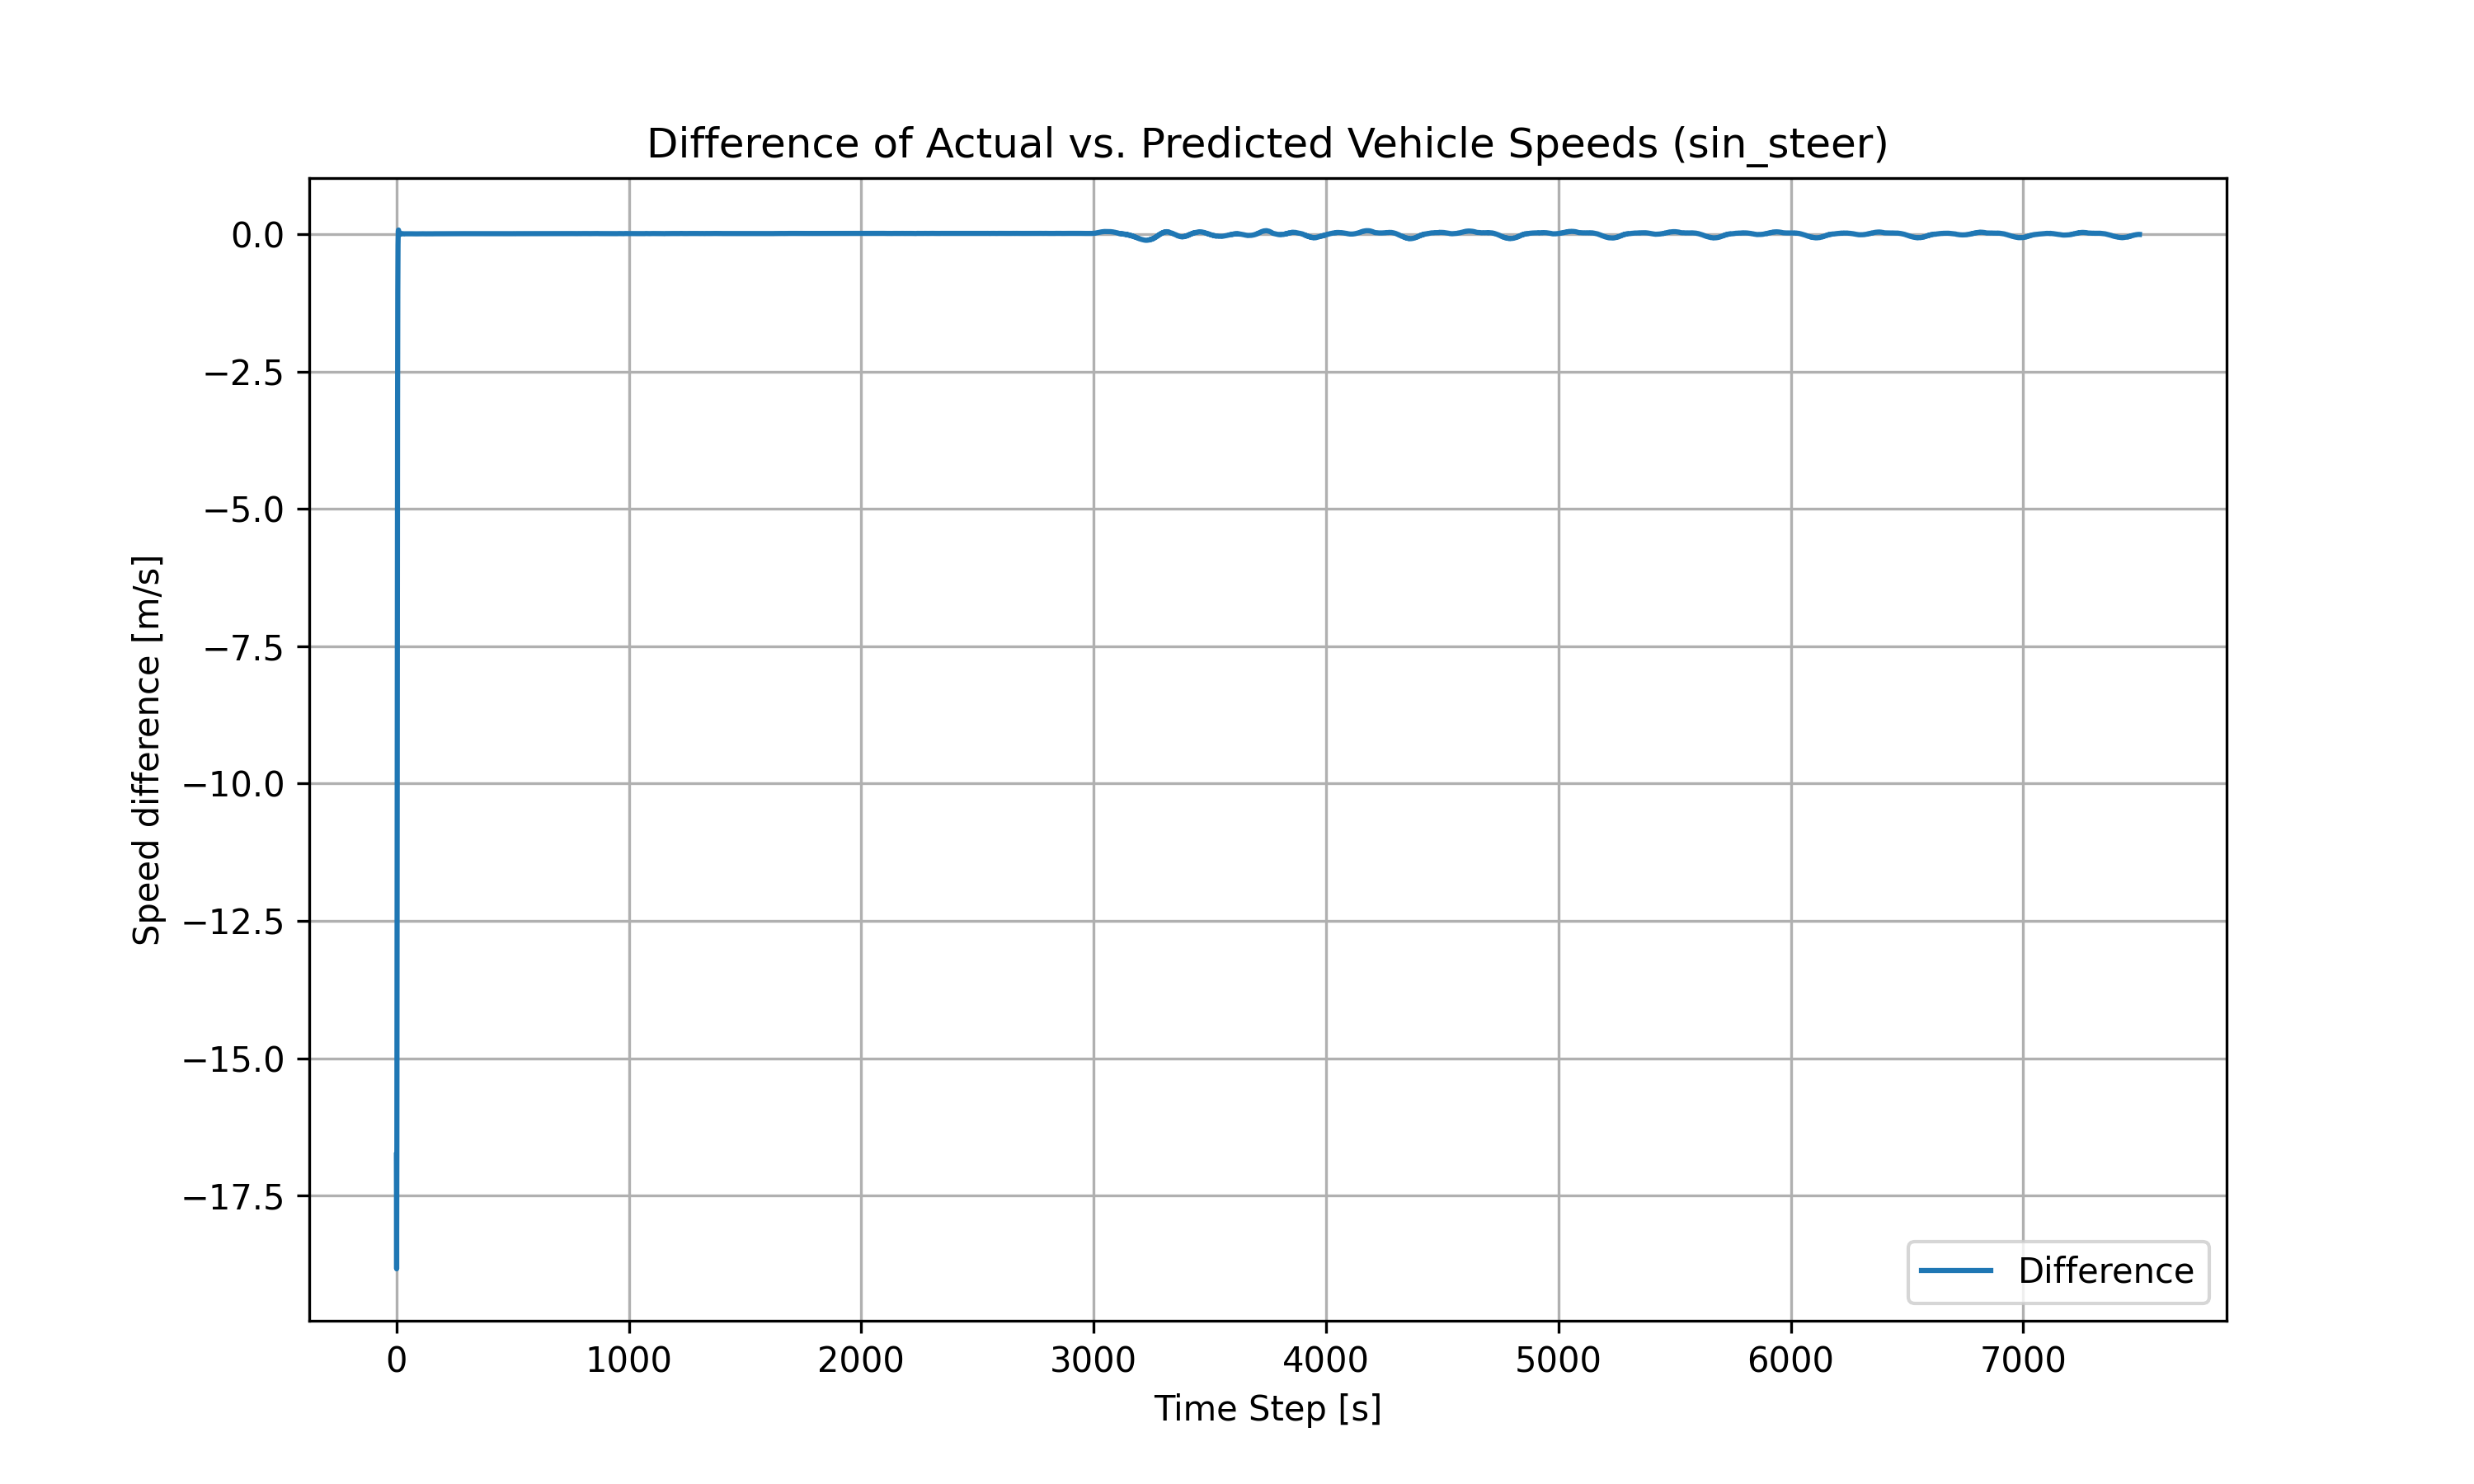 Difference of Actual vs. Predicted Vehicle Speeds (sin_steer)
0.0
−2.5
−5.0
−7.5
−10.0
−12.5
−15.0
−17.5
Speed difference [m/s]
Difference
0 1000 2000 3000 4000 5000 6000 7000
Time Step [s]